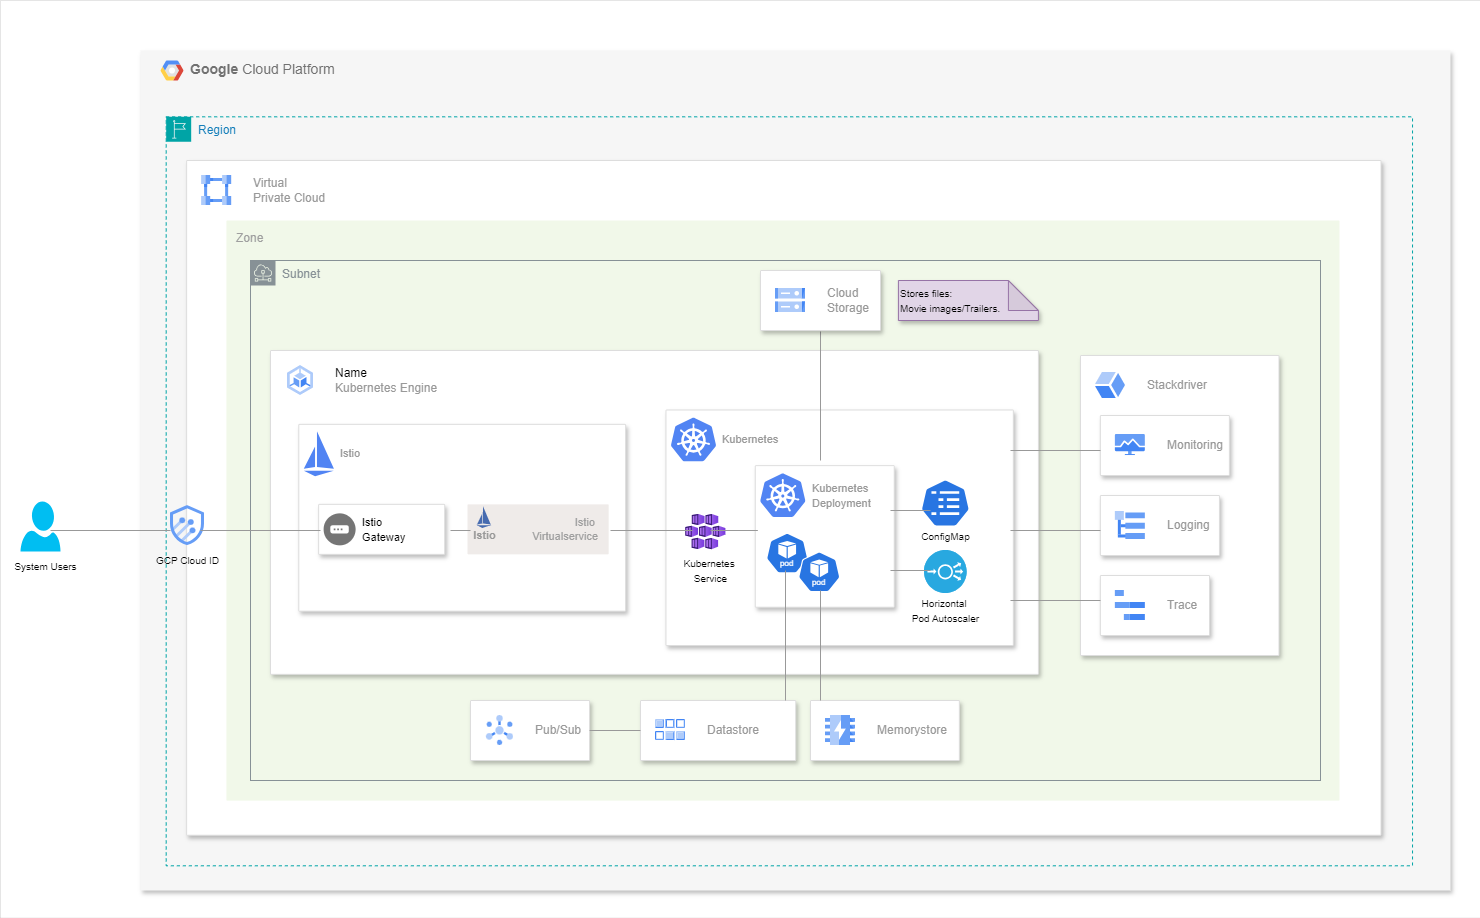 Google Cloud Platform
Region
Virtual
Private Cloud
Zone
Subnet
Cloud
Storage
Stores files:
Movie images/Trailers.
Name
Kubernetes Engine
Stackdriver
Monitoring
Logging
Trace
Istio
Istio
Gateway
Istio
Istio
Virtualservice
Kubernetes
Kubernetes
Deployment
pod
pod
Kubernetes
Service
ConfigMap
Horizontal
Pod Autoscaler
System Users
GCP Cloud ID
Pub/Sub
Datastore
Memorystore